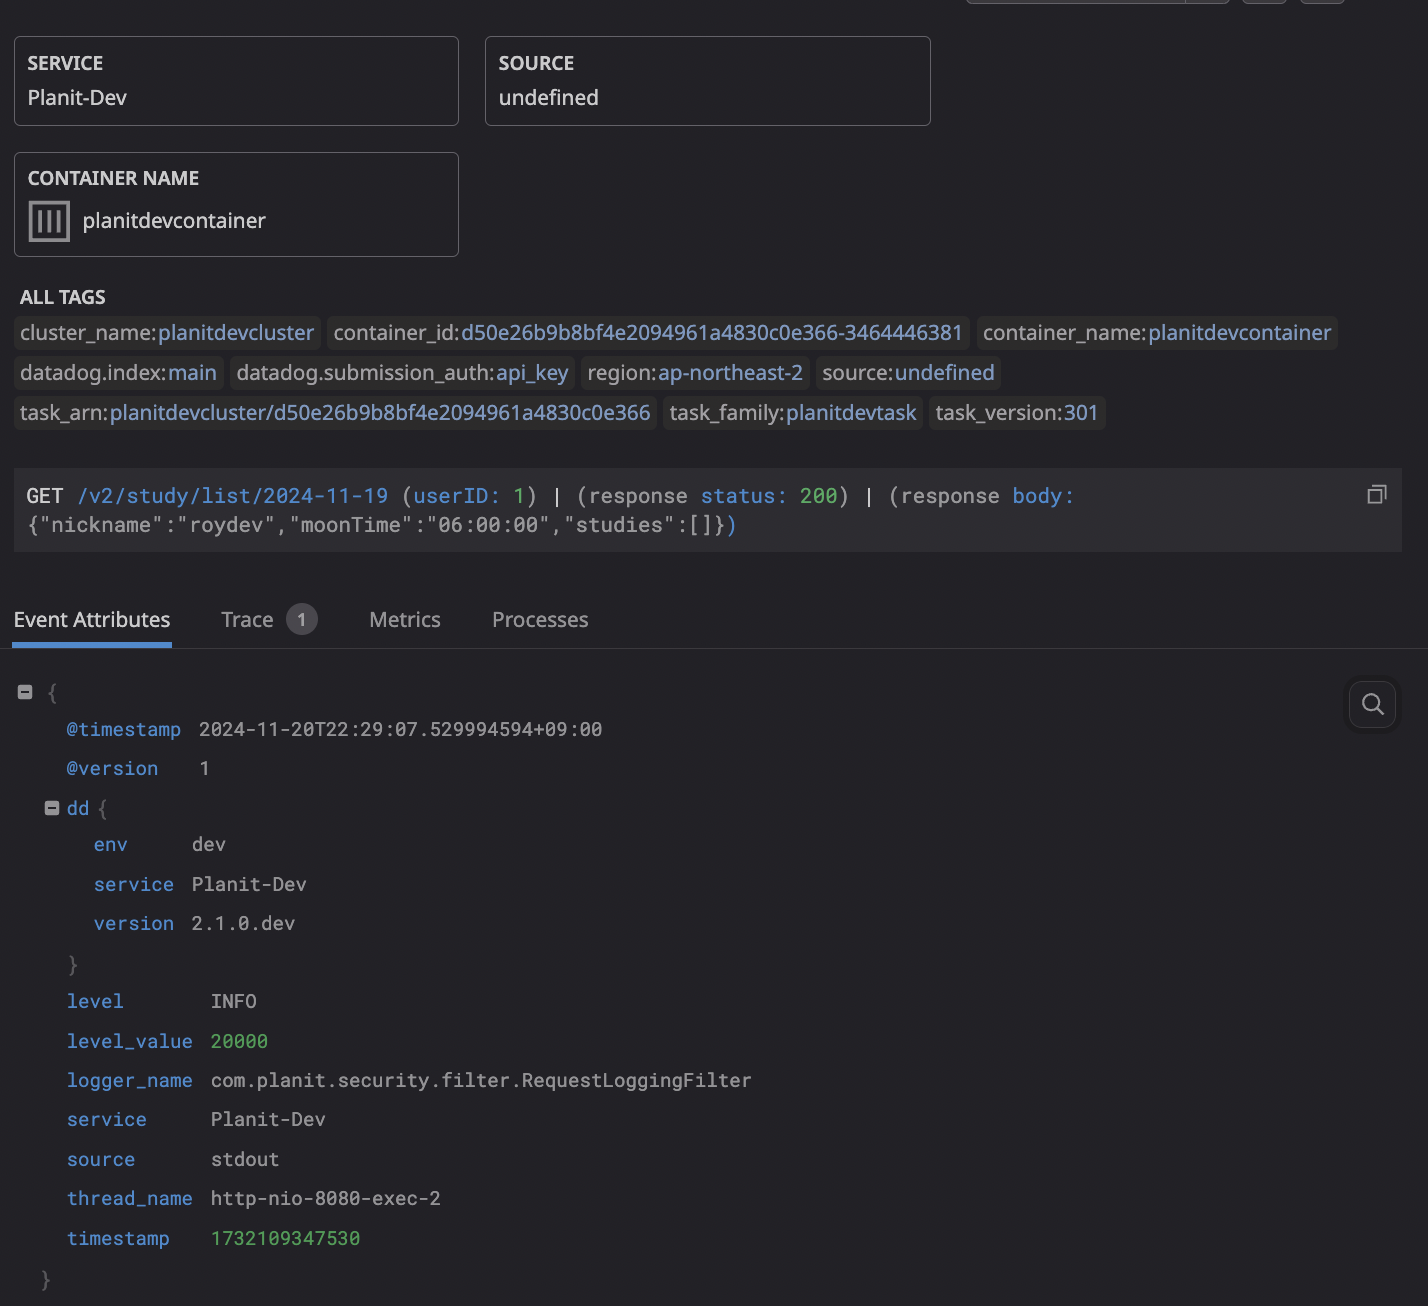 SERVICE
Planit-Dev
SOURCE
undefined
CONTAINER NAME
planitdevcontainer
ALL TAGS
cluster_name:planitdevcluster container_id:d50e26b9b8bf4e2094961a4830c0e366-3464446381 container_name:planitdevcontainer
datadog.index:main datadog.submission_auth:api_key region:ap-northeast-2 source:undefined
task_arn:planitdevcluster/d50e26b9b8bf4e2094961a4830c0e366 task_family:planitdevtask task_version:301
GET /v2/study/list/2024-11-19 (userID: 1) | (response status: 200) | (response body:
{"nickname":"roydev","moonTime":"06:00:00","studies":[]})
Event Attributes Trace 1 Metrics Processes
{
@timestamp 2024-11-20T22:29:07.529994594+09:00
@version 1
dd {
env dev
service Planit-Dev
version 2.1.0.dev
}
level INFO
level_value 20000
logger_name com.planit.security.filter.RequestLoggingFilter
service Planit-Dev
source stdout
thread_name http-nio-8080-exec-2
timestamp 1732109347530
}